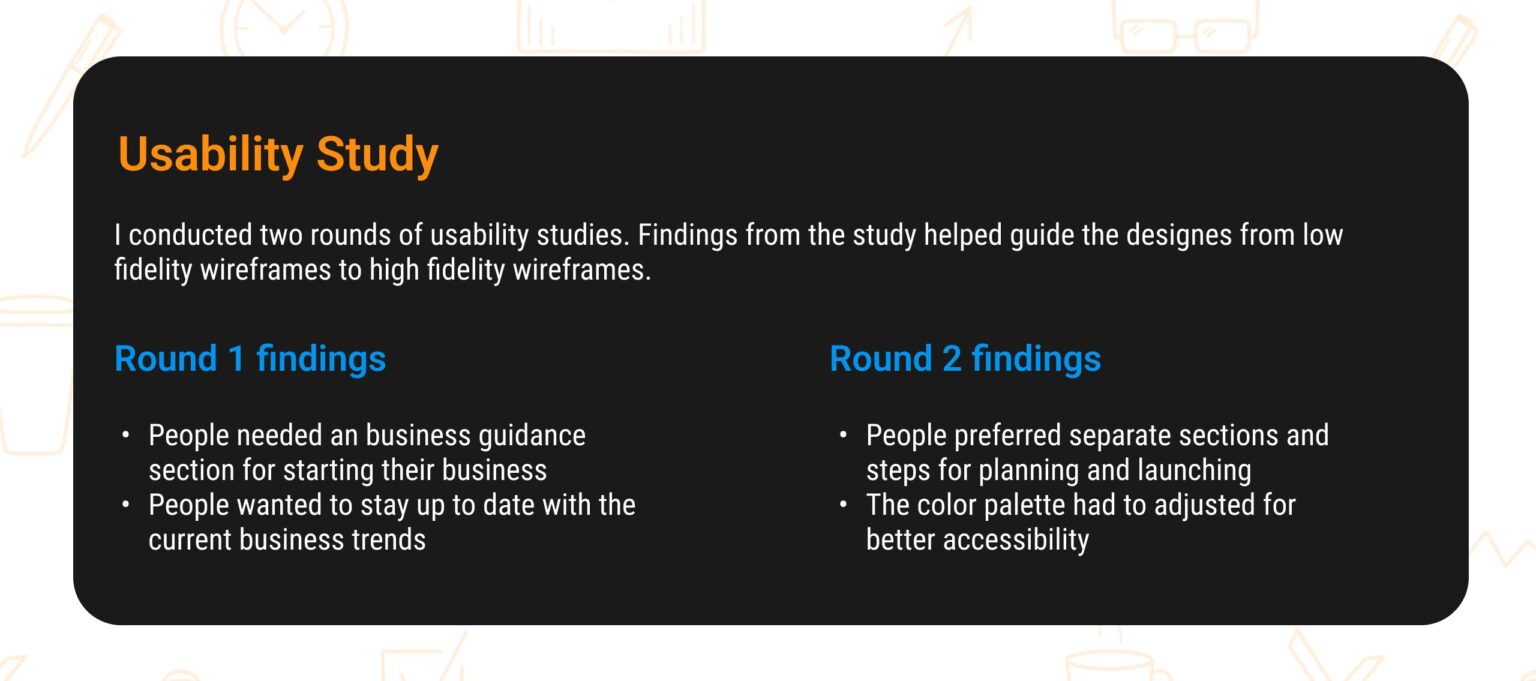 Usability Study
I conducted two rounds of usability studies. Findings from the study helped guide the designes from low
fidelity wireframes to high fidelity wireframes.
Round 1 findings
• People needed an business guidance
section for starting their business
• People wanted to stay up to date with the
current business trends
Round 2 findings
• People preferred separate sections and
steps for planning and launching
• The color palette had to adjusted for
better accessibility